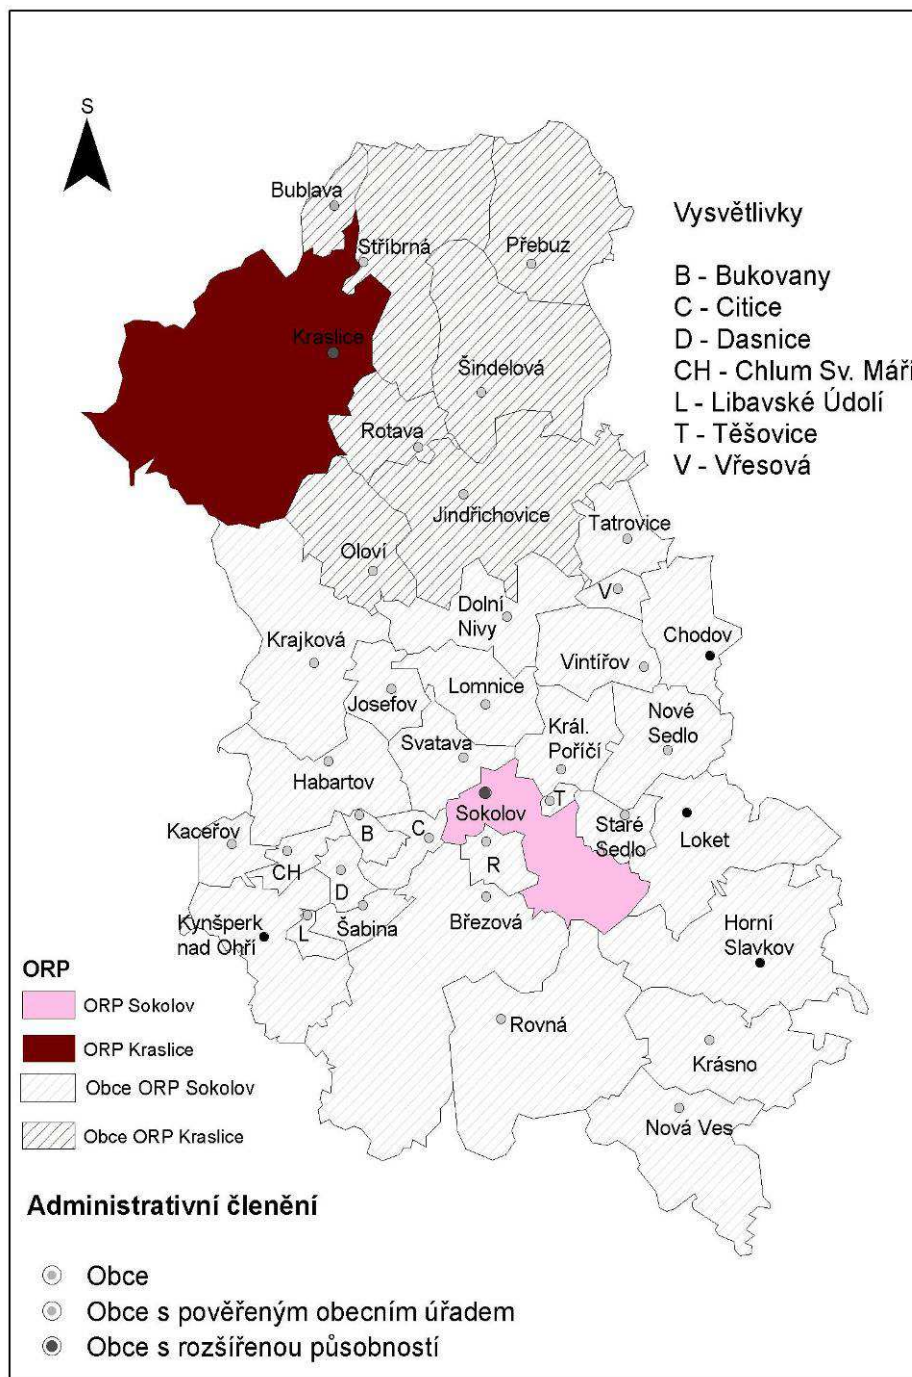 S
Bublava
Stříbrná
Přebuz
Kraslice
Šindelová
Rotava
Jindřichovice
Oloví
Tatrovice
V
Dolní
Nivy
Chodov
Krajková
Vintířov
Josefov
Lomnice
Nové
Sedlo
Král.
Poříčí
Svatava
Habartov
Sokolov
T
Staré
Sedlo
Loket
Kaceřov
B
C
CH
D
R
Kynšperk
nad Ohří
L
Šabina
Březová
Horní
Slavkov
Rovná
Krásno
Nová Ves
Vysvětlivky
B - Bukovany
C - Citice
D - Dasnice
CH - Chlum Sv. Máří
L - Libavské Údolí
T - Těšovice
V - Vřesová
ORP
ORP Sokolov
ORP Kraslice
Obce ORP Sokolov
Obce ORP Kraslice
Administrativní členění
Obce
Obce s pověřeným obecním úřadem
Obce s rozšířenou působností